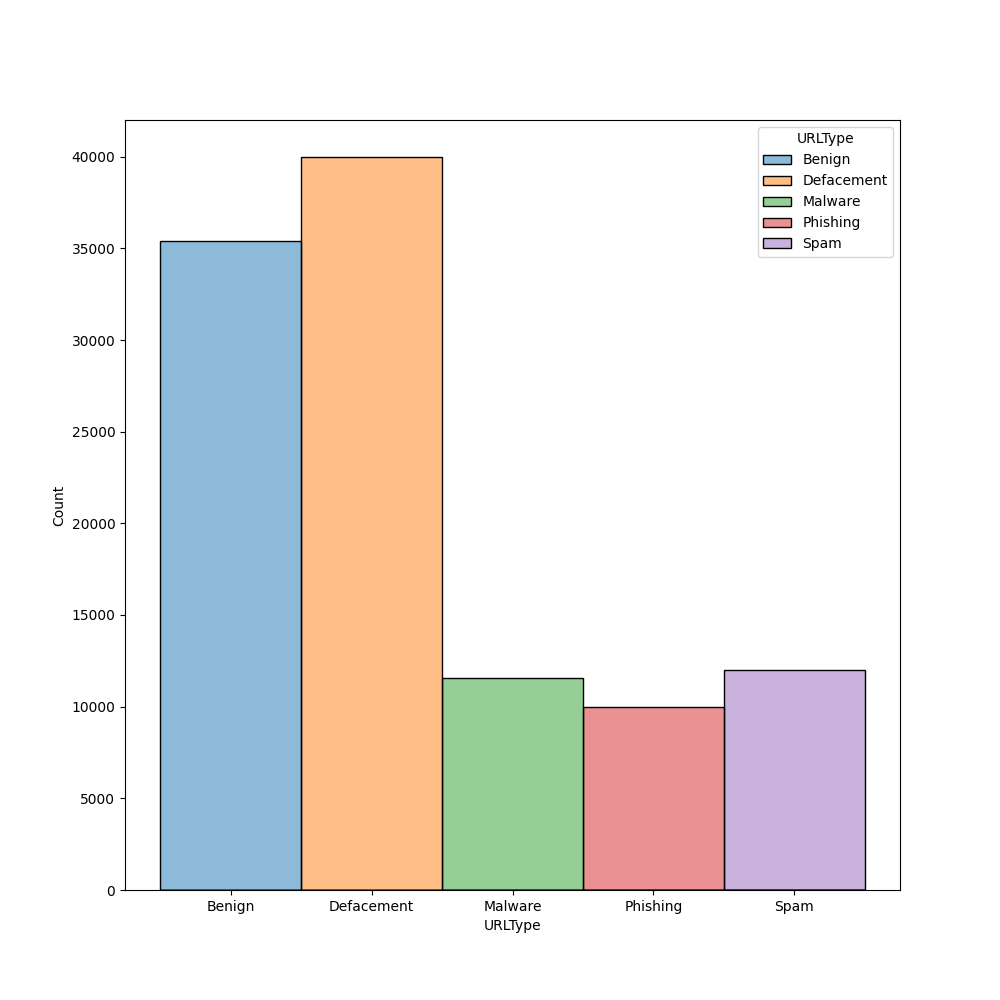 URLType
Benign
Defacement
Malware
Phishing
Spam
40000
35000
30000
25000
20000
15000
10000
5000
0
Count
Benign Defacement Malware Phishing Spam
URLType